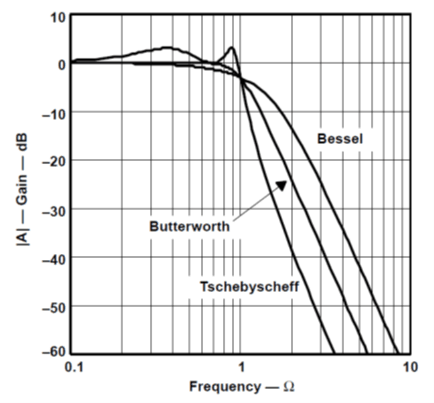 10
0
−10
−20
−30
−40
−50
−60
|A| — Gain — dB
Bessel
Butterworth
Tschebyscheff
0.1
1
10
Frequency — Ω